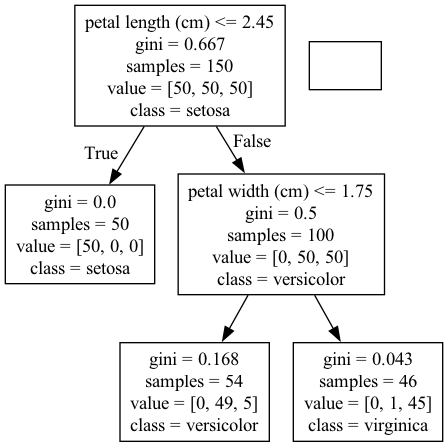 petal length (cm) <= 2.45
gini = 0.667
samples = 150
value = [50, 50, 50]
class = setosa
True
False
gini = 0.0
samples = 50
value = [50, 0, 0]
class = setosa
petal width (cm) <= 1.75
gini = 0.5
samples = 100
value = [0, 50, 50]
class = versicolor
gini = 0.168
samples = 54
value = [0, 49, 5]
class = versicolor
gini = 0.043
samples = 46
value = [0, 1, 45]
class = virginica